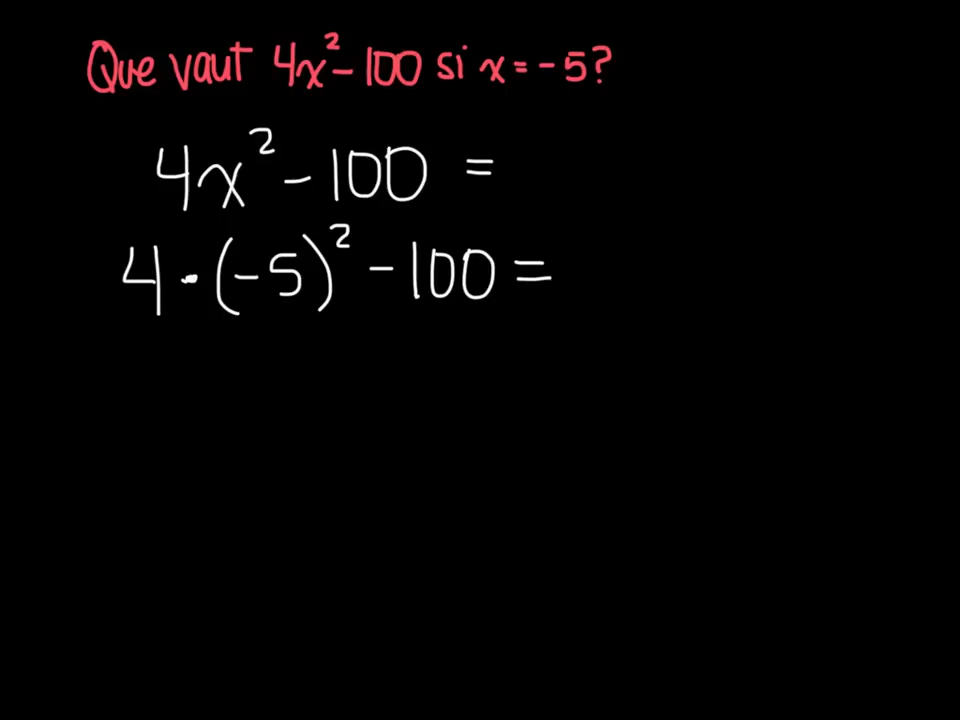 Que vaut 4x² - 100 si x = -5?
4x² - 100 =
4 · (-5)² - 100 =